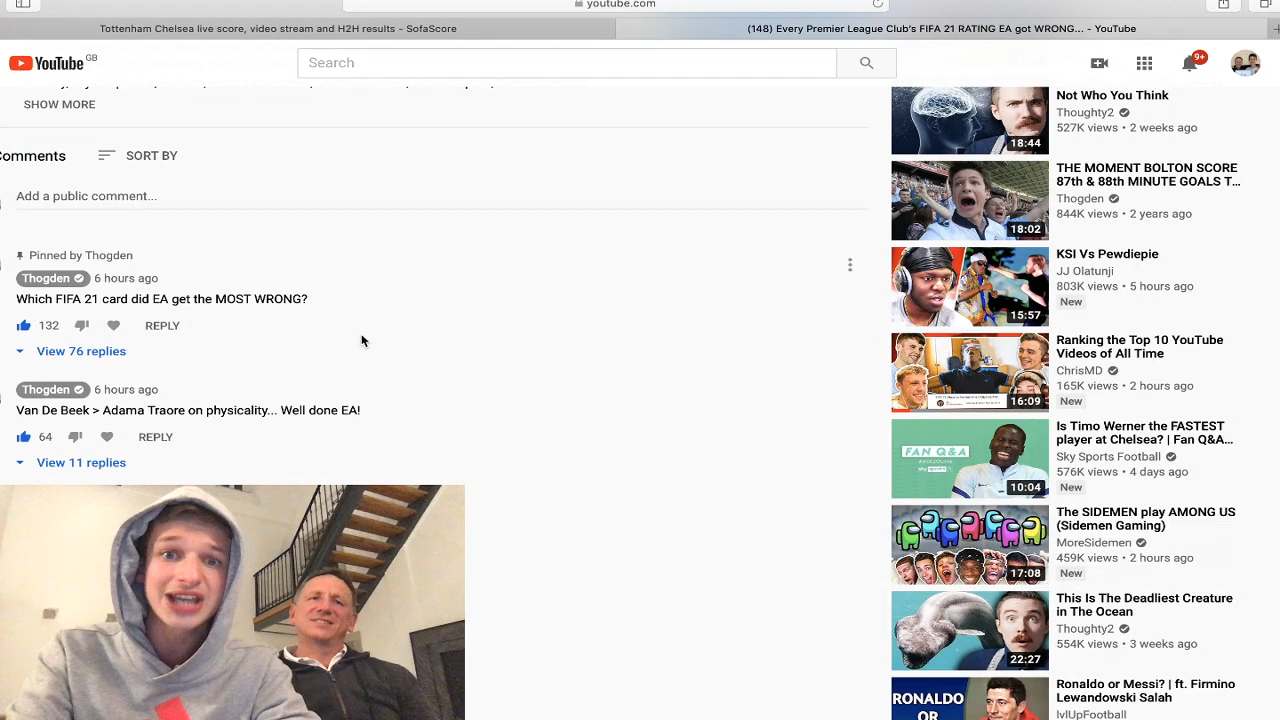 youtube.com
Tottenham Chelsea live score, video stream and H2H results - SofaScore
(148) Every Premier League Club's FIFA 21 RATING EA got WRONG... - YouTube
YouTube GB
Search
9+
SHOW MORE
Comments
SORT BY
Add a public comment...
Pinned by Thogden
Thogden 6 hours ago
Which FIFA 21 card did EA get the MOST WRONG?
132 REPLY
View 76 replies
Thogden 6 hours ago
Van De Beek > Adama Traore on physicality... Well done EA!
64 REPLY
View 11 replies
18:44
Not Who You Think
Thoughty2
527K views • 2 weeks ago
18:02
THE MOMENT BOLTON SCORE
87th & 88th MINUTE GOALS T...
Thogden
844K views • 2 years ago
15:57
KSI Vs Pewdiepie
JJ Olatunji
803K views • 5 hours ago
New
16:09
Ranking the Top 10 YouTube
Videos of All Time
ChrisMD
165K views • 2 hours ago
New
FAN Q&A
10:04
Is Timo Werner the FASTEST
player at Chelsea? | Fan Q&A...
Sky Sports Football
576K views • 4 days ago
New
17:08
The SIDEMEN play AMONG US
(Sidemen Gaming)
MoreSidemen
459K views • 2 hours ago
New
22:27
This Is The Deadliest Creature
in The Ocean
Thoughty2
554K views • 3 weeks ago
RONALDO
OR
Ronaldo or Messi? | ft. Firmino
Lewandowski Salah
lvlUpFootball